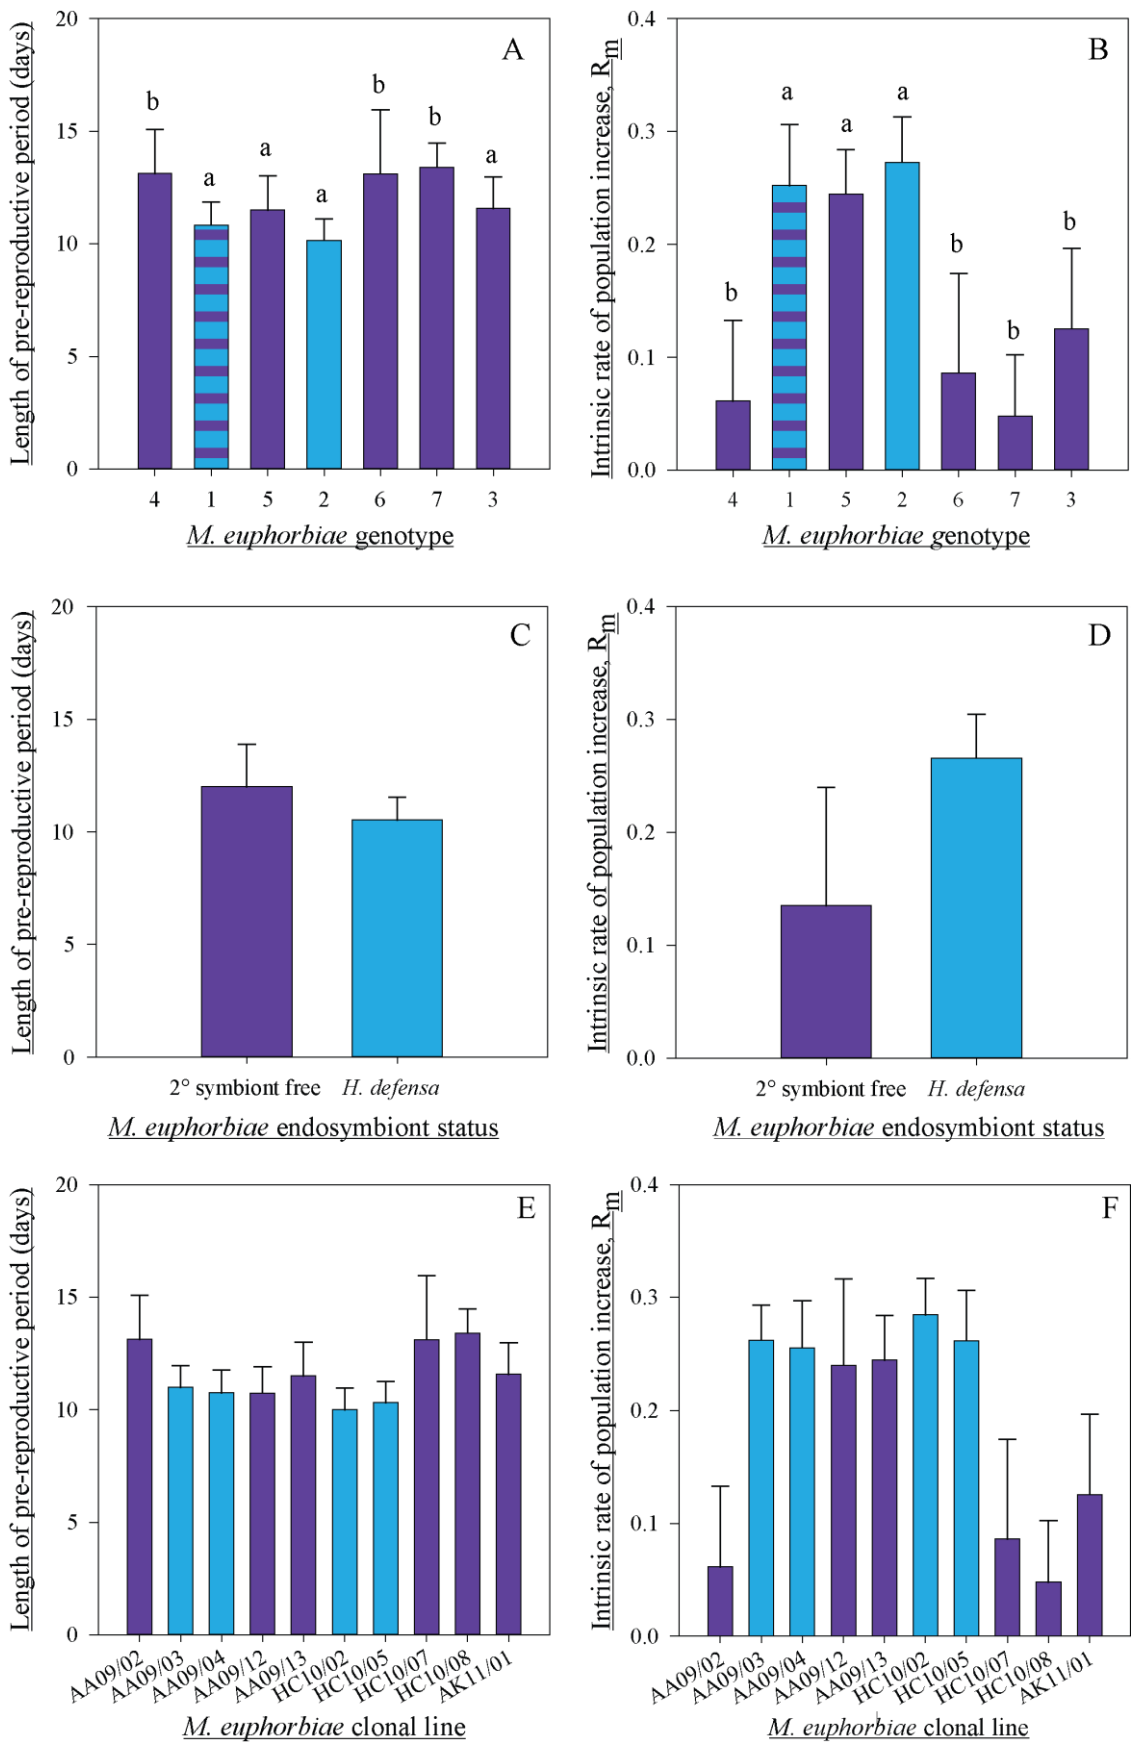 A
Length of pre-reproductive period (days)
20
15
10
5
0
b
a
a
a
b
b
a
4 1 5 2 6 7 3
M. euphorbiae genotype
B
Intrinsic rate of population increase, Rm
0.4
0.3
0.2
0.1
0.0
b
a
a
a
b
b
b
4 1 5 2 6 7 3
M. euphorbiae genotype
C
Length of pre-reproductive period (days)
20
15
10
5
0
2° symbiont free H. defensa
M. euphorbiae endosymbiont status
D
Intrinsic rate of population increase, Rm
0.4
0.3
0.2
0.1
0.0
2° symbiont free H. defensa
M. euphorbiae endosymbiont status
E
Length of pre-reproductive period (days)
20
15
10
5
0
AA09/02
AA09/03
AA09/04
AA09/12
AA09/13
HC10/02
HC10/05
HC10/07
HC10/08
AK11/01
M. euphorbiae clonal line
F
Intrinsic rate of population increase, Rm
0.4
0.3
0.2
0.1
0.0
AA09/02
AA09/03
AA09/04
AA09/12
AA09/13
HC10/02
HC10/05
HC10/07
HC10/08
AK11/01
M. euphorbiae clonal line